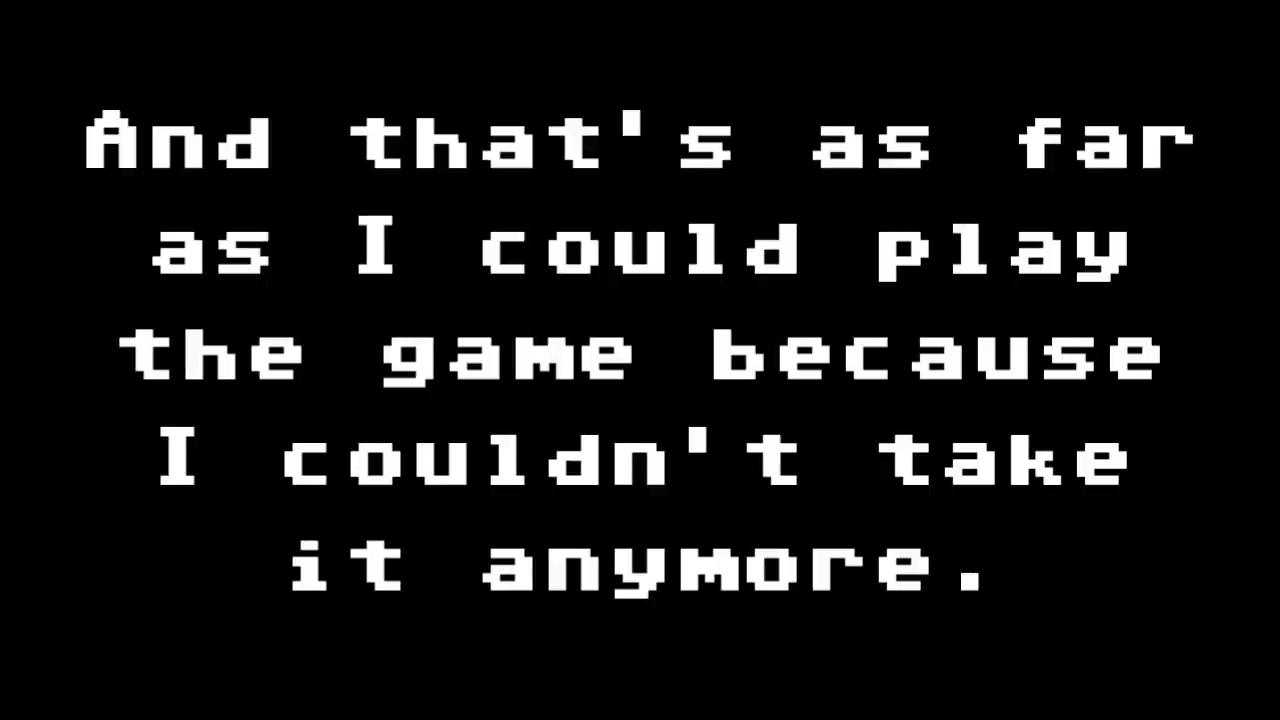 And that's as far
as I could play
the game because
I couldn't take
it anymore.